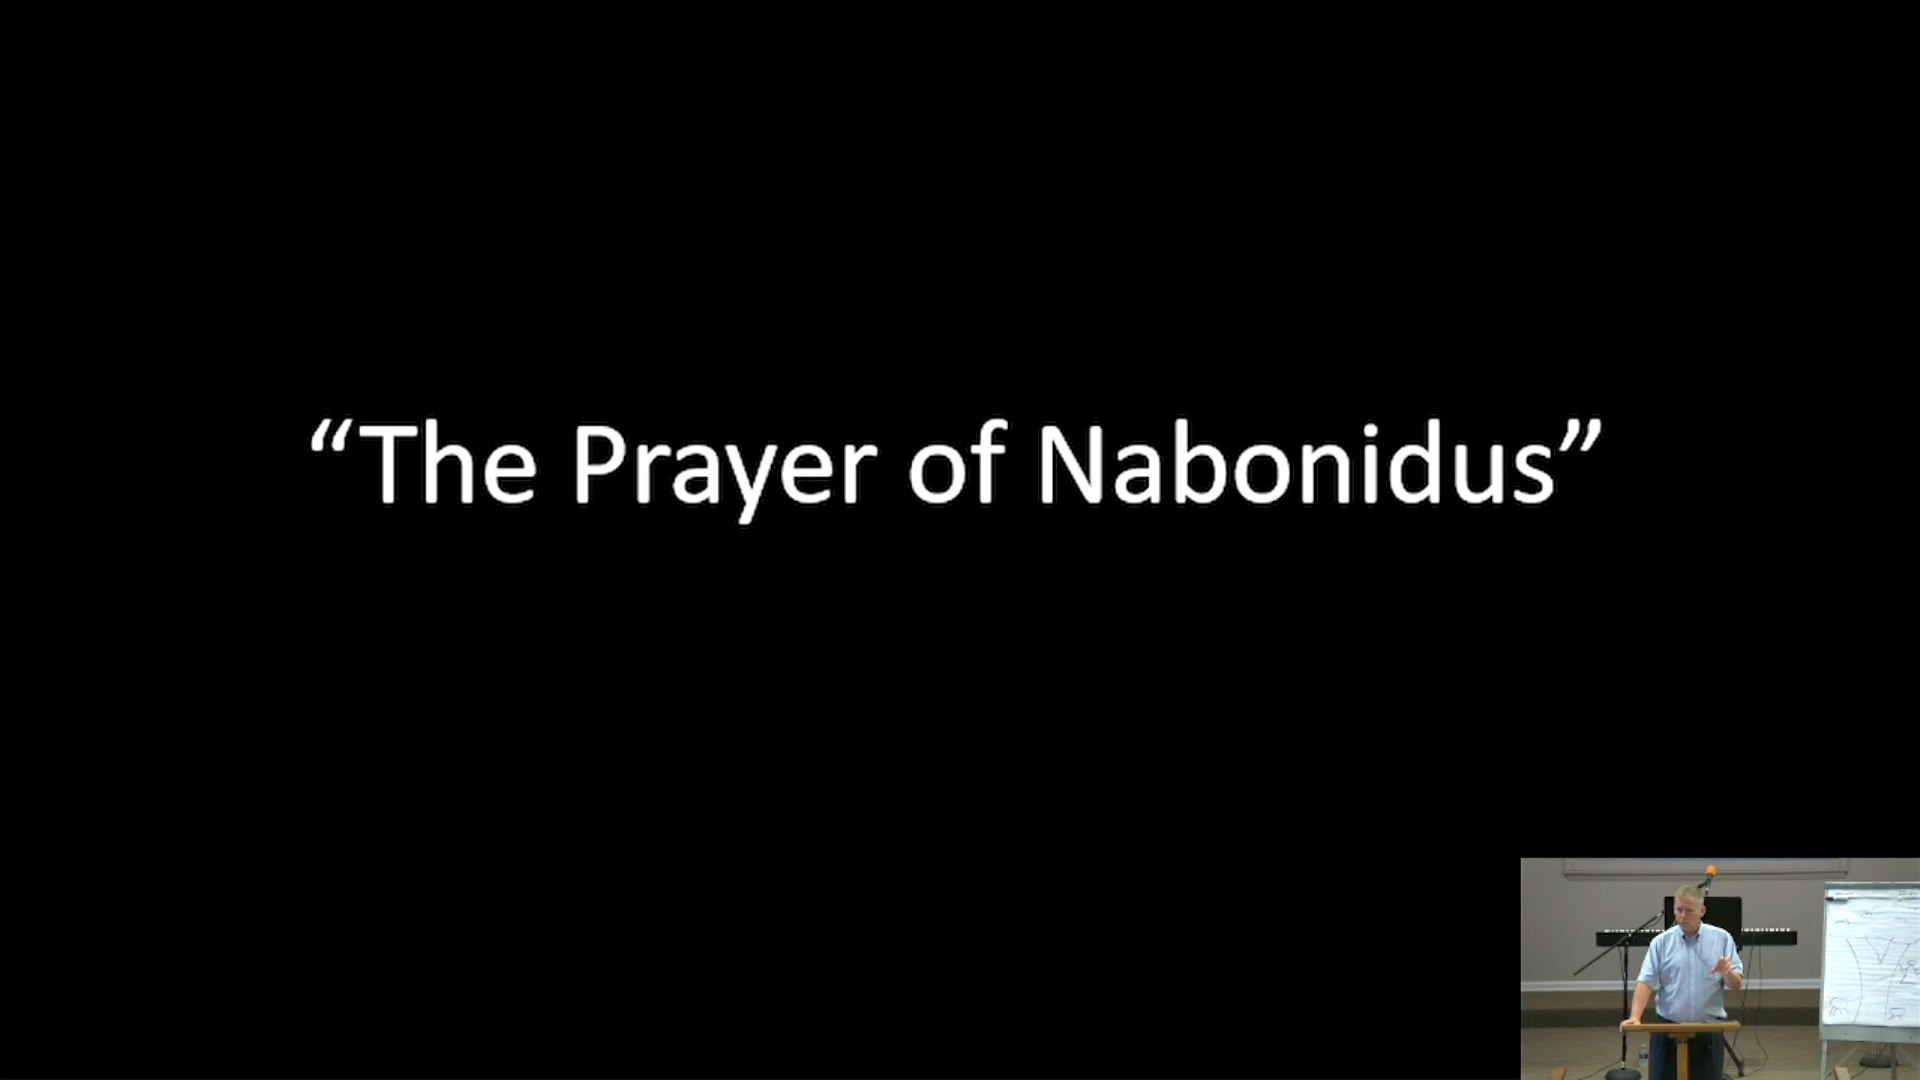 “The Prayer of Nabonidus”